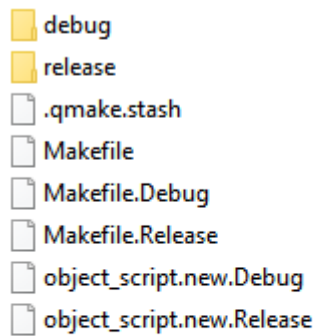 debug
release
.qmake.stash
Makefile
Makefile.Debug
Makefile.Release
object_script.new.Debug
object_script.new.Release